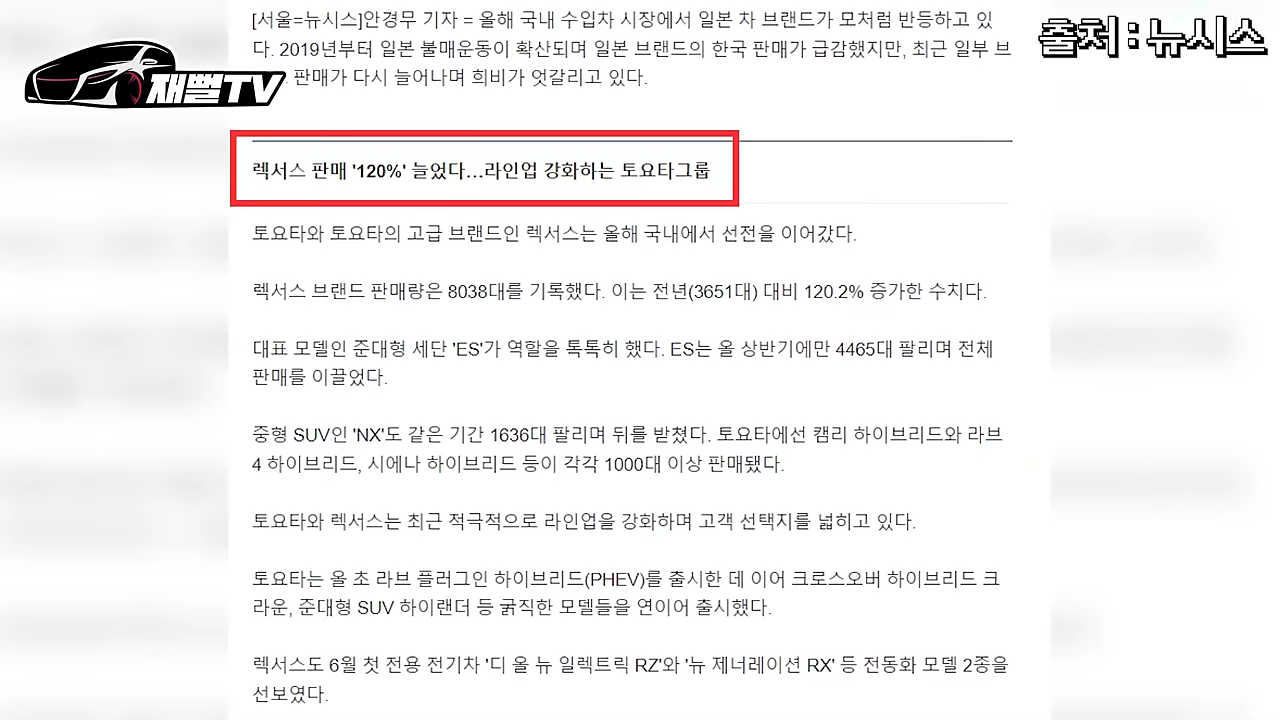 [서울=뉴시스]안경무 기자 = 올해 국내 수입차 시장에서 일본 차 브랜드가 모처럼 반등하고 있
다. 2019년부터 일본 불매운동이 확산되며 일본 브랜드의 한국 판매가 급감했지만, 최근 일부 브
판매가 다시 늘어나며 희비가 엇갈리고 있다.
출처 : 뉴시스
재뻘TV
렉서스 판매 '120%' 늘었다...라인업 강화하는 토요타그룹
토요타와 토요타의 고급 브랜드인 렉서스는 올해 국내에서 선전을 이어갔다.
렉서스 브랜드 판매량은 8038대를 기록했다. 이는 전년(3651대) 대비 120.2% 증가한 수치다.
대표 모델인 준대형 세단 'ES'가 역할을 톡톡히 했다. ES는 올 상반기에만 4465대 팔리며 전체
판매를 이끌었다.
중형 SUV인 'NX'도 같은 기간 1636대 팔리며 뒤를 받쳤다. 토요타에선 캠리 하이브리드와 라브
4 하이브리드, 시에나 하이브리드 등이 각각 1000대 이상 판매됐다.
토요타와 렉서스는 최근 적극적으로 라인업을 강화하며 고객 선택지를 넓히고 있다.
토요타는 올 초 라브 플러그인 하이브리드(PHEV)를 출시한 데 이어 크로스오버 하이브리드 크
라운, 준대형 SUV 하이랜더 등 굵직한 모델들을 연이어 출시했다.
렉서스도 6월 첫 전용 전기차 '디 올 뉴 일렉트릭 RZ'와 '뉴 제너레이션 RX' 등 전동화 모델 2종을
선보였다.